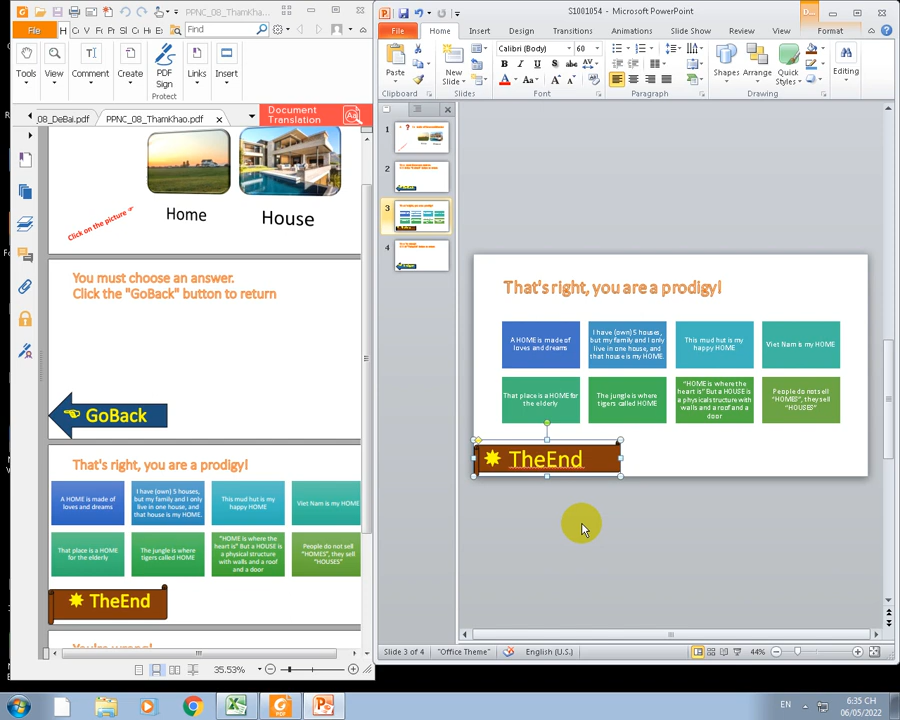 PPNC_08_ThamKhao....
File
H
Find
Tools
View
Comment
Create
PDF Sign
Links
Insert
Protect
08_DeBai.pdf
PPNC_08_ThamKhao.pdf
Document Translation
Home
House
Click on the picture
You must choose an answer.
Click the "GoBack" button to return
GoBack
That's right, you are a prodigy!
A HOME is made of loves and dreams
I have (own) 5 houses, but my family and I only live in one house, and that house is my HOME.
This mud hut is my happy HOME
Viet Nam is my HOME
That place is a HOME for the elderly
The jungle is where tigers called HOME
"HOME is where the heart is" But a HOUSE is a physical structure with walls and a roof and a door
People do not sell "HOMES", they sell "HOUSES"
TheEnd
35.53%
S1001054 - Microsoft PowerPoint
File
Home
Insert
Transitions
Animations
Slide Show
Review
View
Format
Paste
New Slide
Calibri (Body)
60
Shapes
Arrange
Quick Styles
Editing
Clipboard
Slides
Font
Paragraph
Drawing
1
2
3
4
That's right, you are a prodigy!
A HOME is made of loves and dreams
I have (own) 5 houses, but my family and I only live in one house, and that house is my HOME.
This mud hut is my happy HOME
Viet Nam is my HOME
That place is a HOME for the elderly
The jungle is where tigers called HOME
"HOME is where the heart is" But a HOUSE is a physical structure with walls and a roof and a door
People do not sell "HOMES", they sell "HOUSES"
TheEnd
Slide 3 of 4
"Office Theme"
English (U.S.)
44%
EN
6:35 CH
06/05/2022